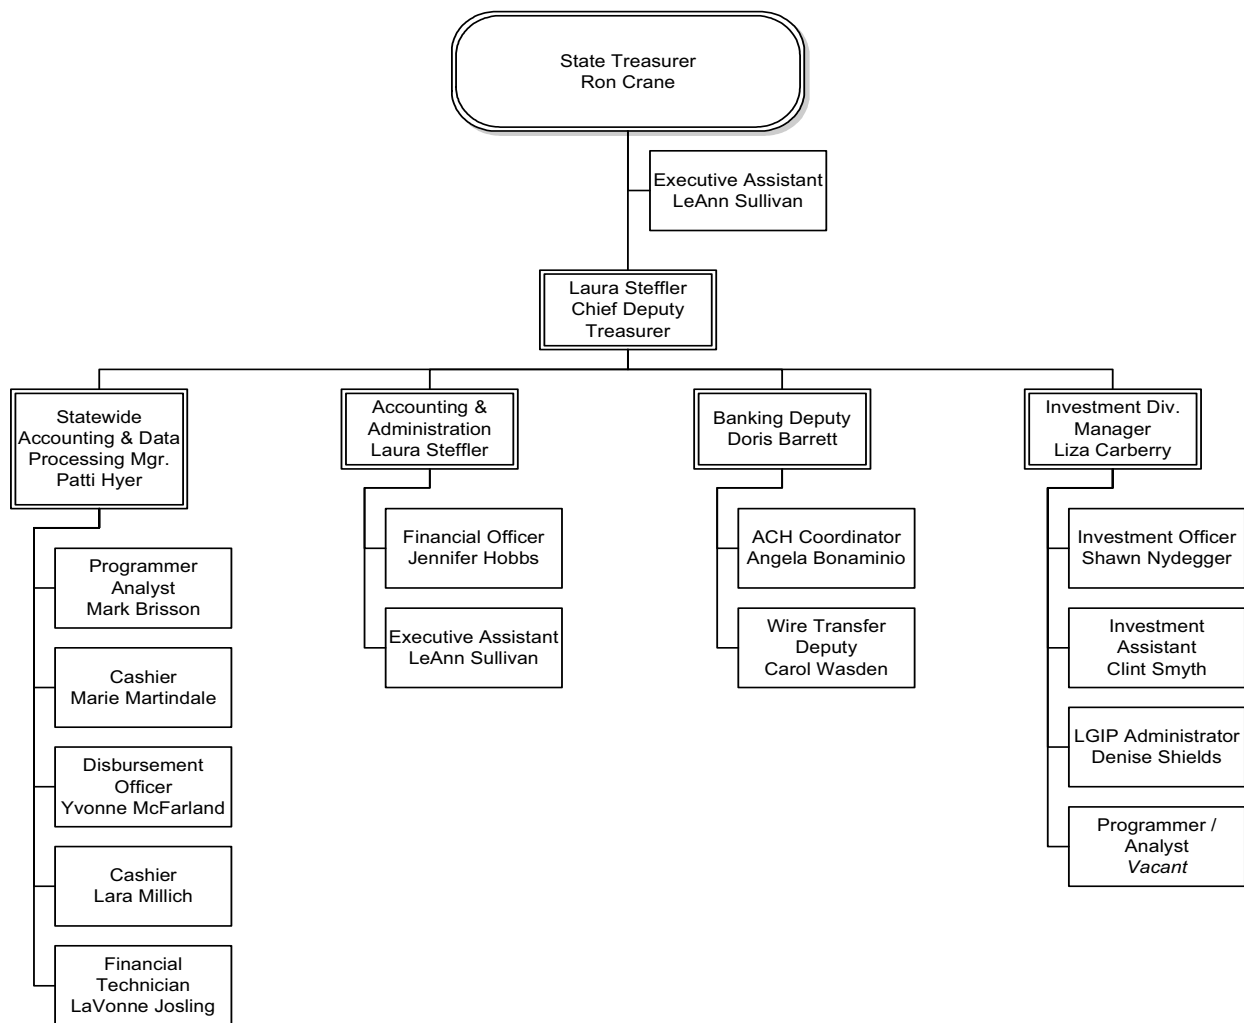 State Treasurer
Ron Crane
Executive Assistant
LeAnn Sullivan
Laura Steffler
Chief Deputy
Treasurer
Statewide
Accounting & Data
Processing Mgr.
Patti Hyer
Programmer
Analyst
Mark Brisson
Cashier
Marie Martindale
Disbursement
Officer
Yvonne McFarland
Cashier
Lara Millich
Financial
Technician
LaVonne Josling
Accounting &
Administration
Laura Steffler
Financial Officer
Jennifer Hobbs
Executive Assistant
LeAnn Sullivan
Banking Deputy
Doris Barrett
ACH Coordinator
Angela Bonaminio
Wire Transfer
Deputy
Carol Wasden
Investment Div.
Manager
Liza Carberry
Investment Officer
Shawn Nydegger
Investment
Assistant
Clint Smyth
LGIP Administrator
Denise Shields
Programmer /
Analyst
Vacant